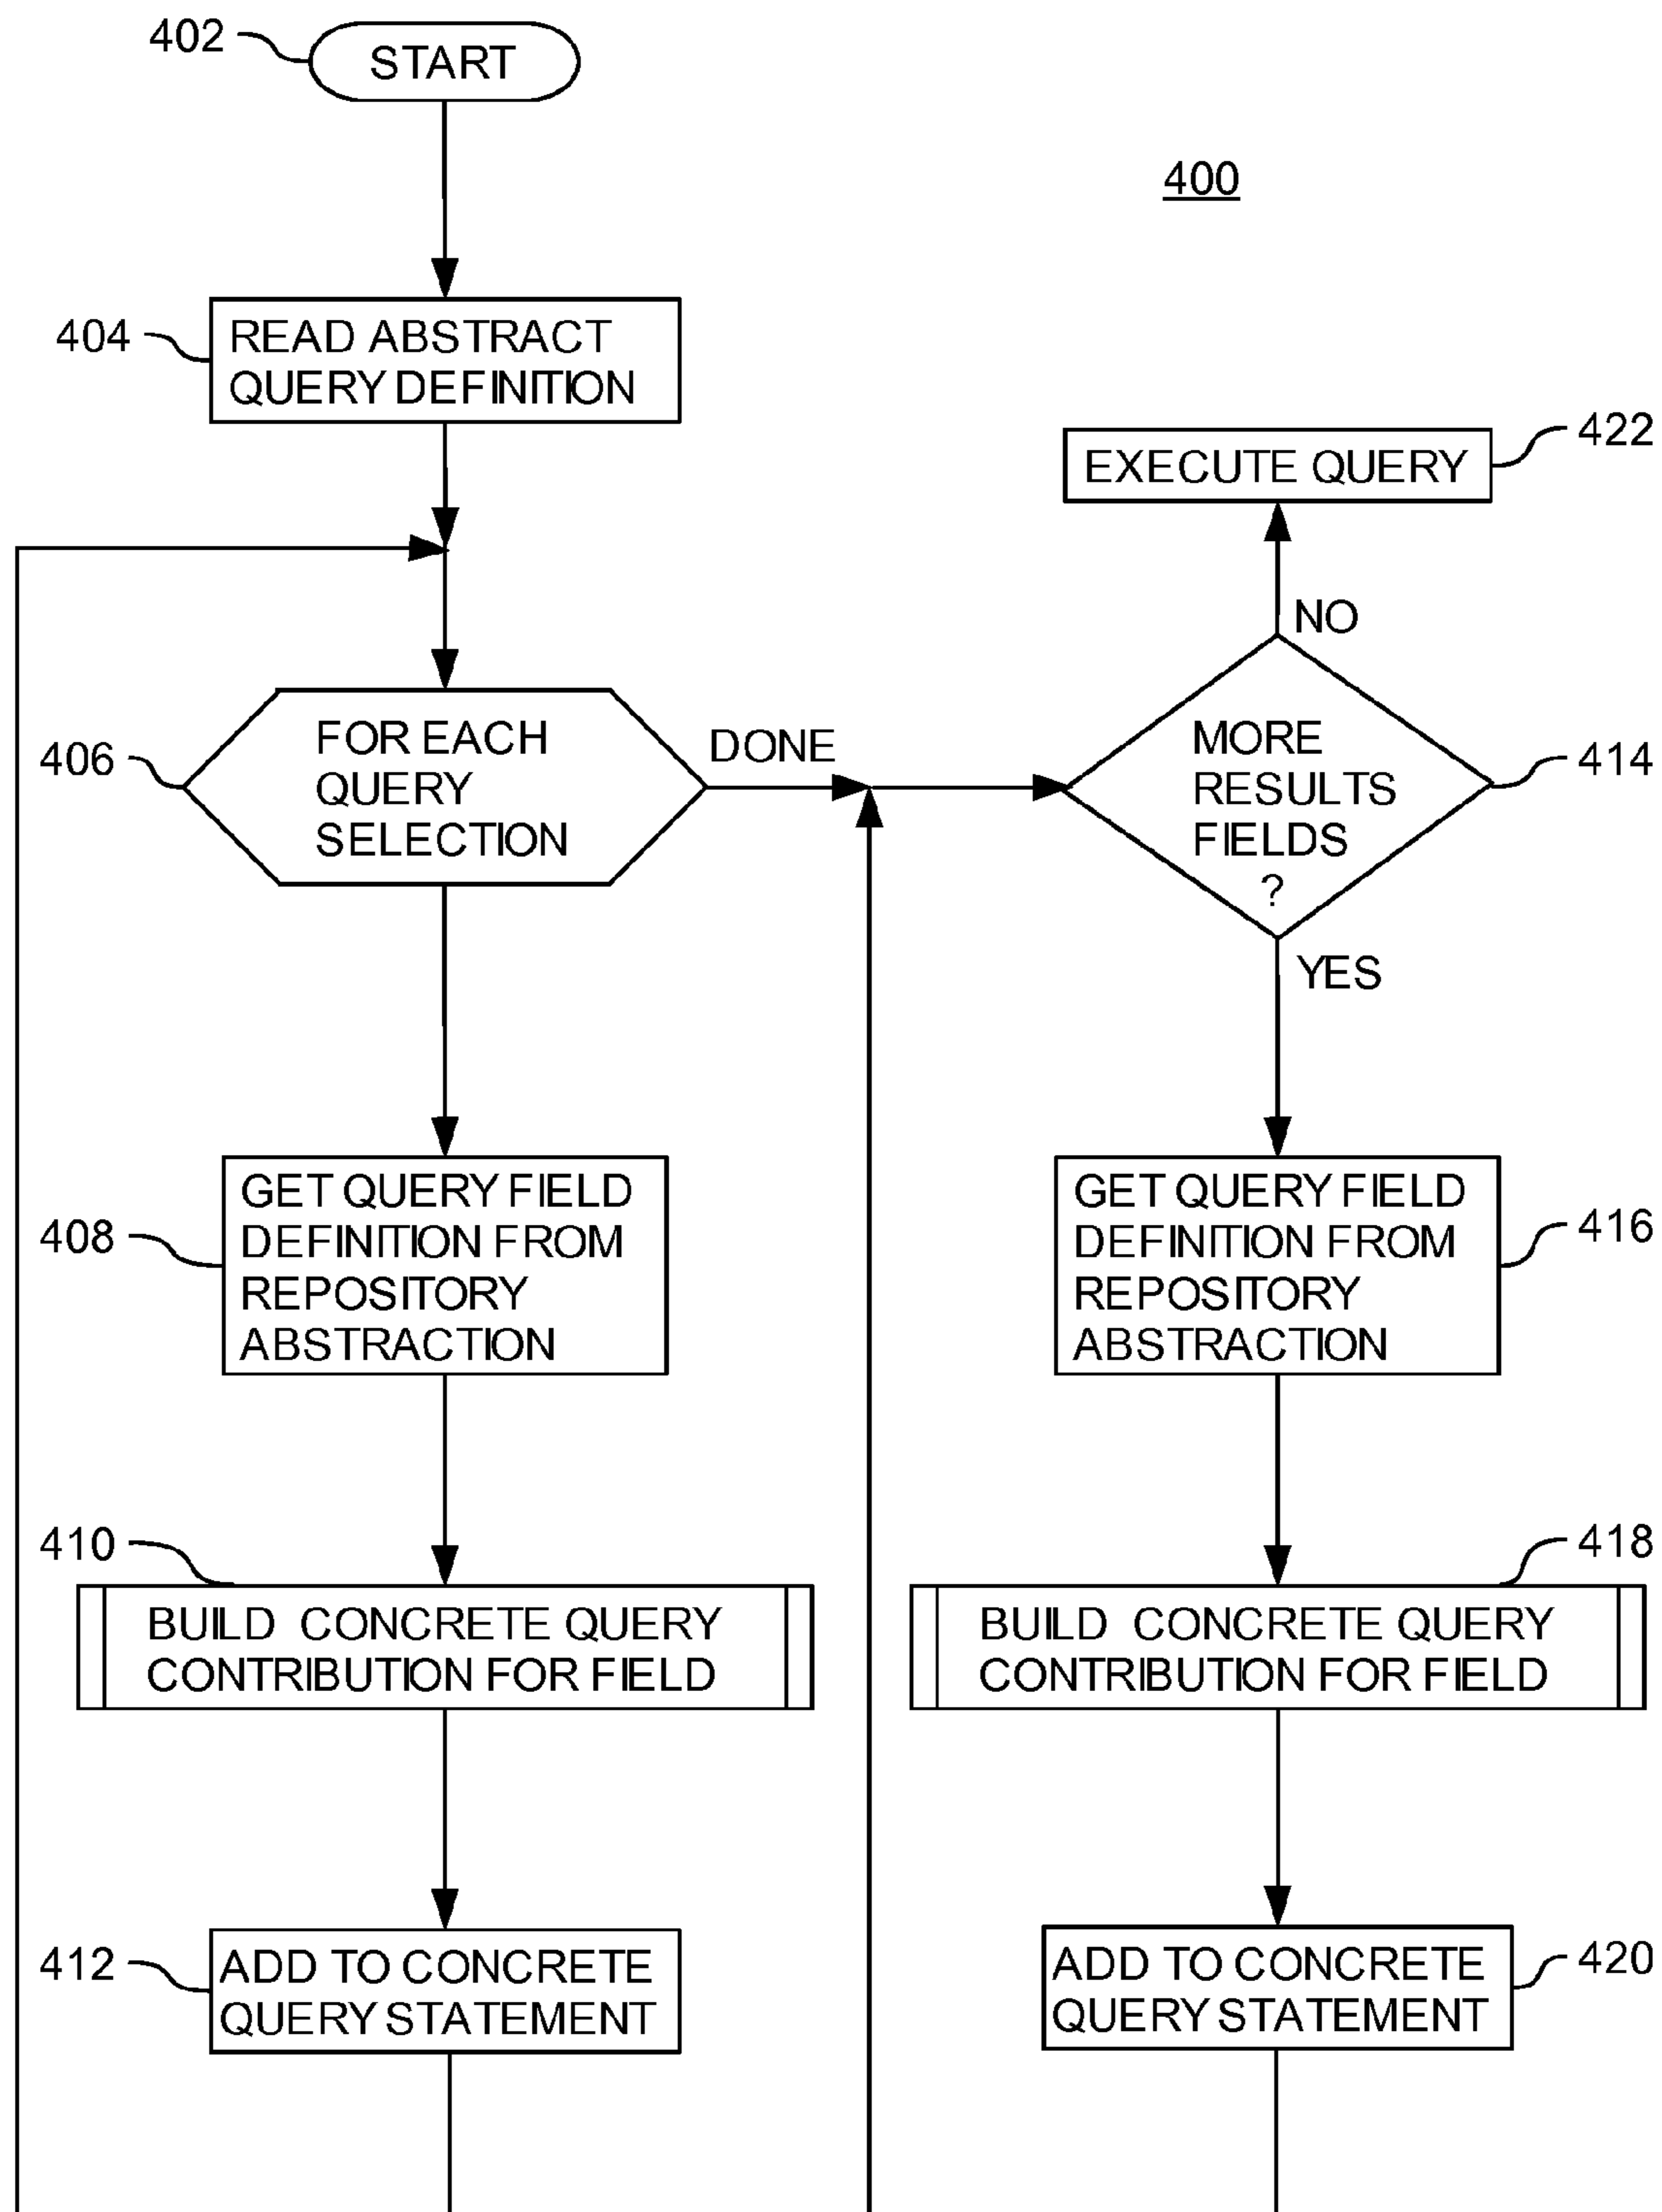 402
START
400
404
READ ABSTRACT
QUERY DEFINITION
422
EXECUTE QUERY
NO
406
FOR EACH
QUERY
SELECTION
DONE
MORE
RESULTS
FIELDS
?
414
YES
408
GET QUERY FIELD
DEFINITION FROM
REPOSITORY
ABSTRACTION
GET QUERY FIELD
DEFINITION FROM
REPOSITORY
ABSTRACTION
416
410
BUILD CONCRETE QUERY
CONTRIBUTION FOR FIELD
418
BUILD CONCRETE QUERY
CONTRIBUTION FOR FIELD
412
ADD TO CONCRETE
QUERY STATEMENT
ADD TO CONCRETE
QUERY STATEMENT
420